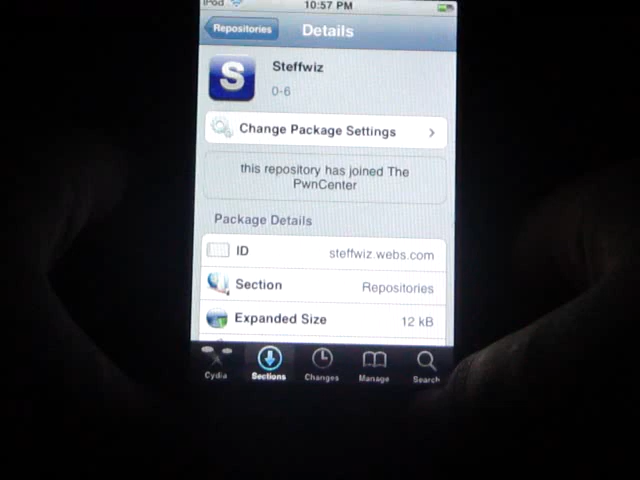 iPod 10:57 PM
Repositories Details
S Steffwiz
0-6
Change Package Settings
this repository has joined The
PwnCenter
Package Details
ID steffwiz.webs.com
Section Repositories
Expanded Size 12 kB
Cydia Sections Changes Manage Search